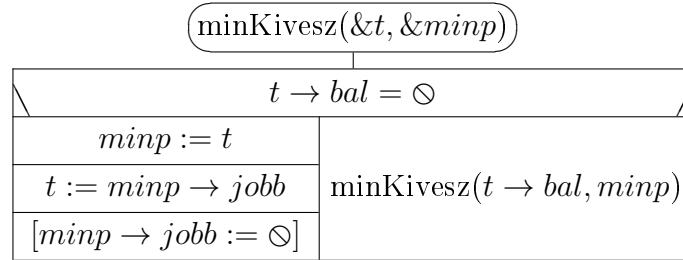 minKivesz(&t, &minp)
t → bal = ⦸
minp := t
t := minp → jobb
[minp → jobb := ⦸]
minKivesz(t → bal, minp)